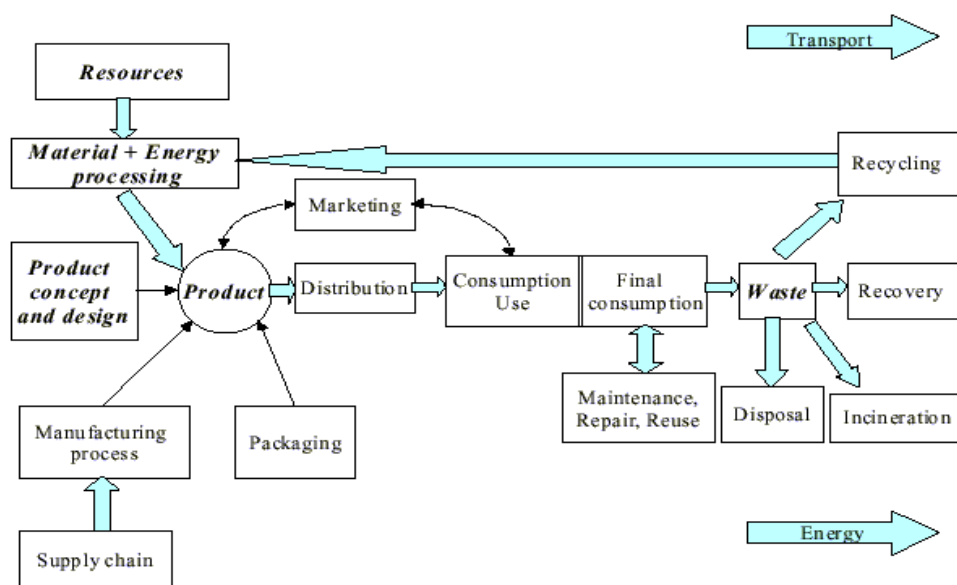 Transport
Resources
Material + Energy
processing
Recycling
Marketing
Product
concept
and design
Product
Distribution
Consumption
Use
Final
consumption
Waste
Recovery
Maintenance,
Repair, Reuse
Disposal
Incineration
Manufacturing
process
Packaging
Supply chain
Energy